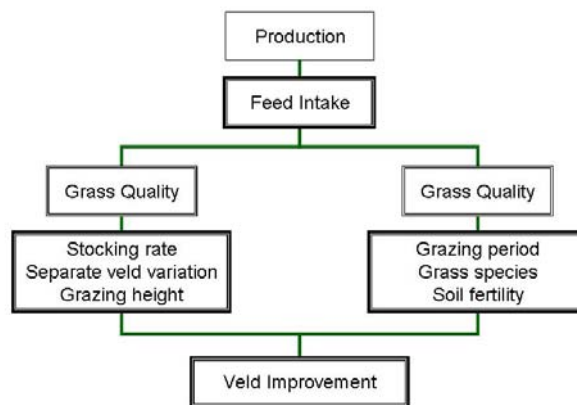 Production
Feed Intake
Grass Quality
Grass Quality
Stocking rate
Separate veld variation
Grazing height
Grazing period
Grass species
Soil fertility
Veld Improvement